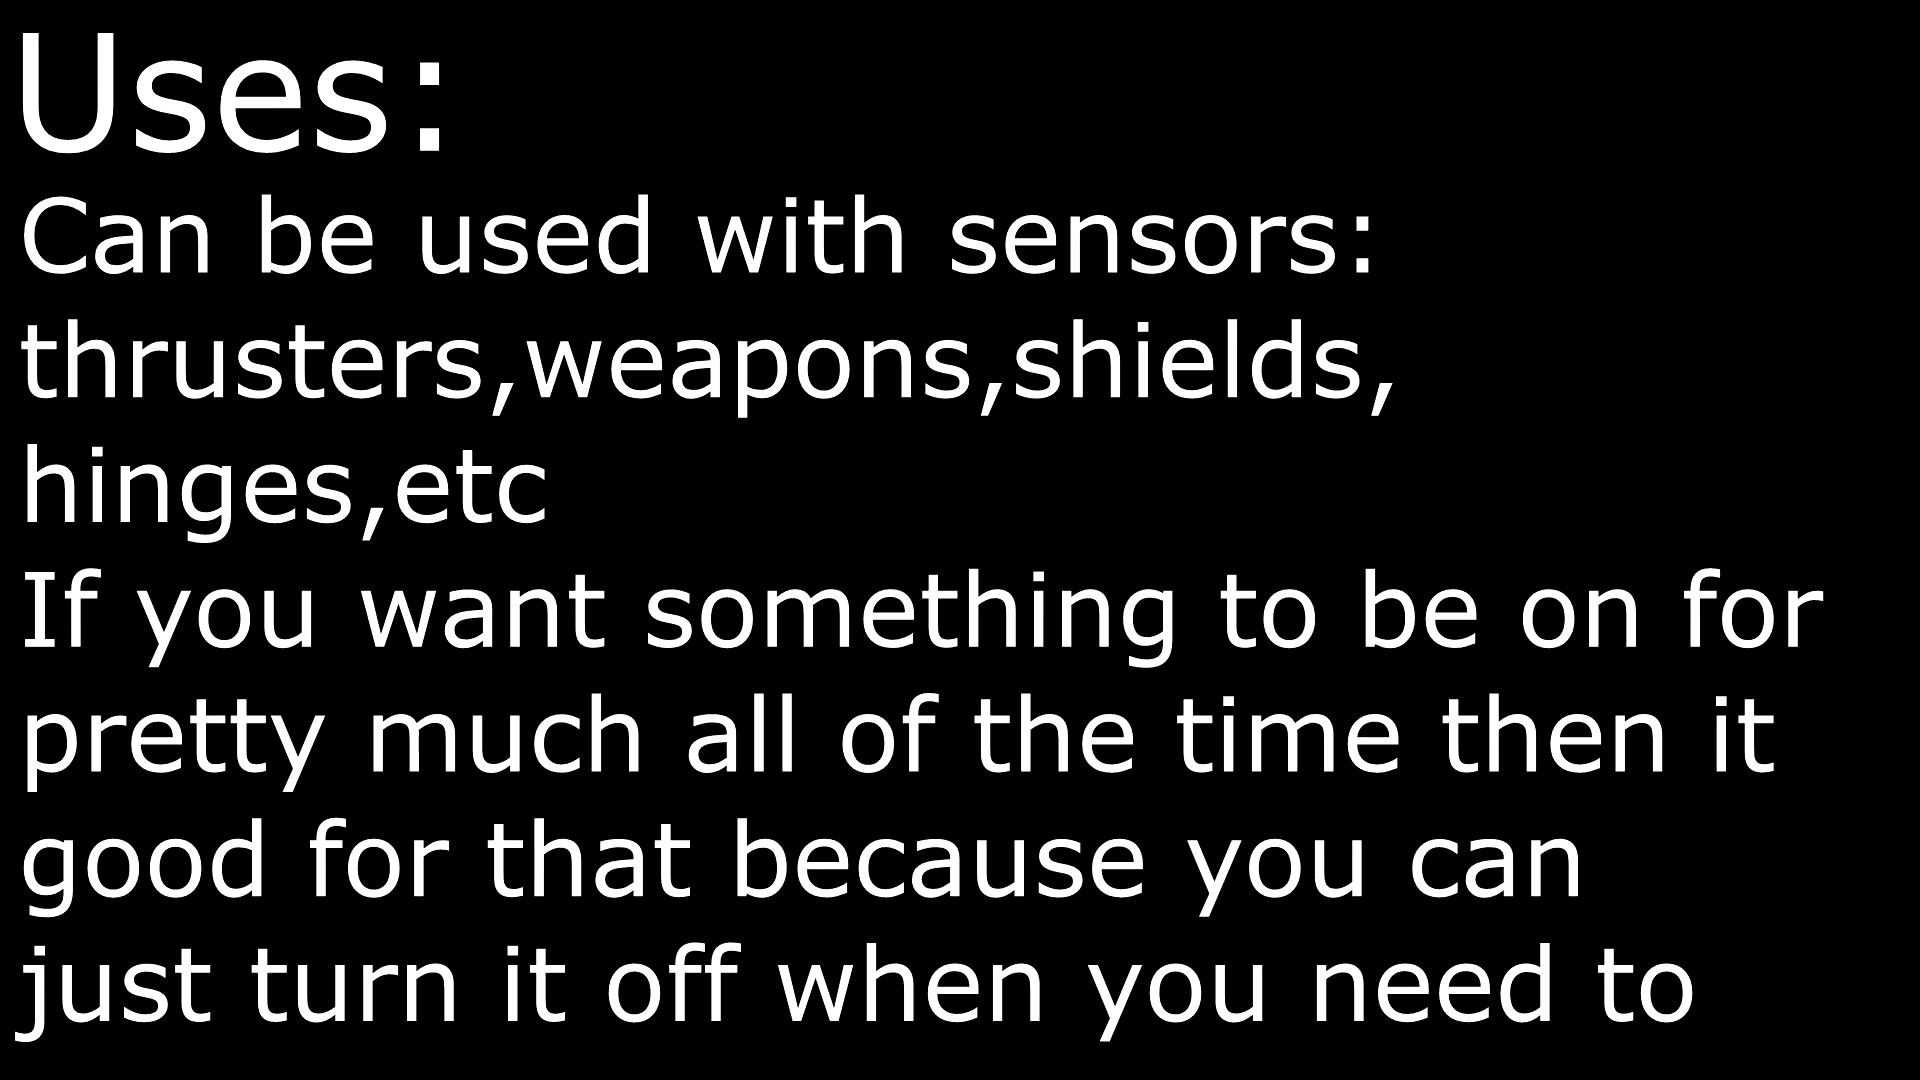 Uses:
Can be used with sensors:
thrusters,weapons,shields,
hinges,etc
If you want something to be on for
pretty much all of the time then it
good for that because you can
just turn it off when you need to